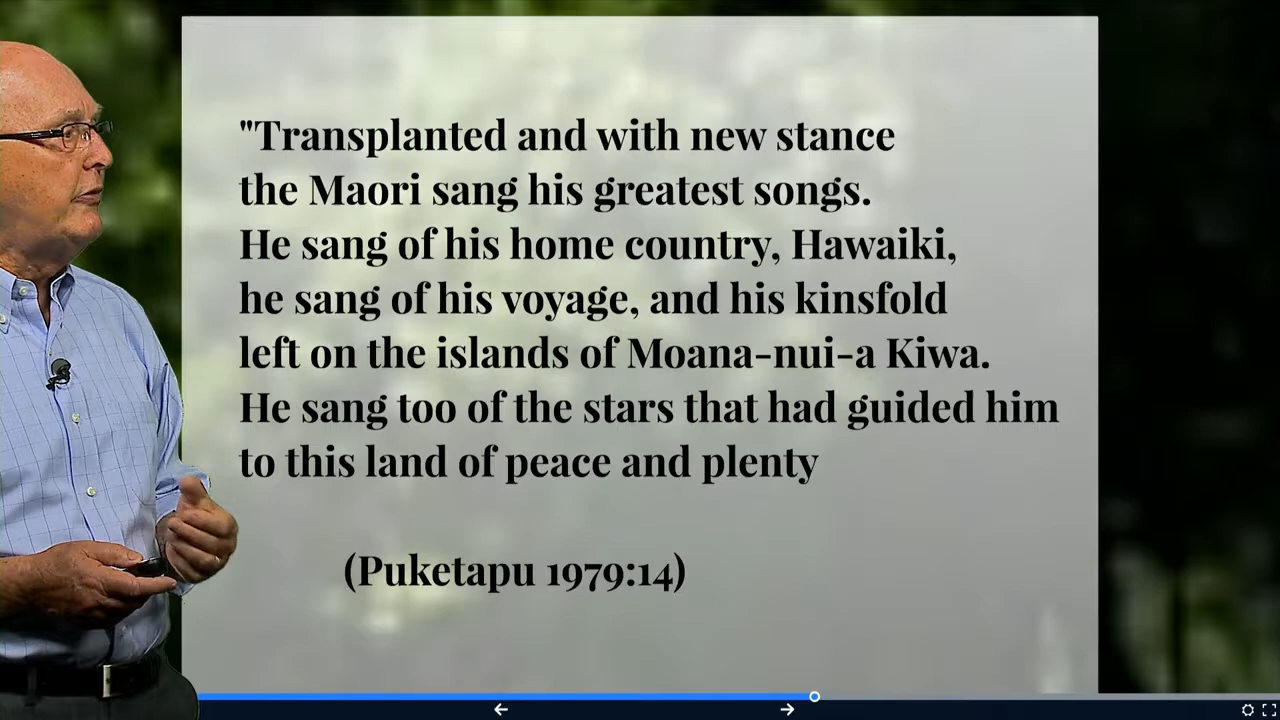 "Transplanted and with new stance
the Maori sang his greatest songs.
He sang of his home country, Hawaiki,
he sang of his voyage, and his kinsfold
left on the islands of Moana-nui-a Kiwa.
He sang too of the stars that had guided him
to this land of peace and plenty
(Puketapu 1979:14)